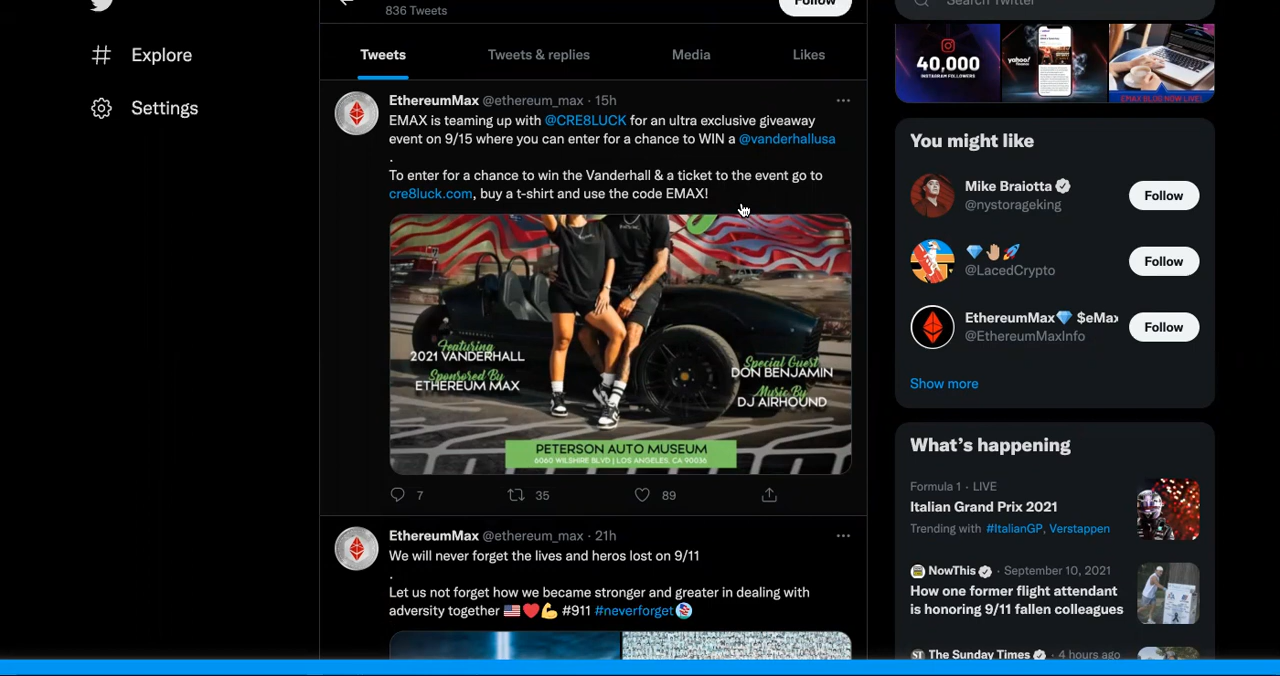 836 Tweets
Follow
Search Twitter
Explore
Settings
Tweets
Tweets & replies
Media
Likes
EthereumMax @ethereum_max · 15h
EMAX is teaming up with @CRE8LUCK for an ultra exclusive giveaway
event on 9/15 where you can enter for a chance to WIN a @vanderhallusa
.
To enter for a chance to win the Vanderhall & a ticket to the event go to
cre8luck.com, buy a t-shirt and use the code EMAX!
Featuring
2021 VANDERHALL
Sponsored By
ETHEREUM MAX
Special Guest
DON BENJAMIN
Music By
DJ AIRHOUND
PETERSON AUTO MUSEUM
6060 WILSHIRE BLVD | LOS ANGELES, CA 90036
7
35
89
EthereumMax @ethereum_max · 21h
We will never forget the lives and heros lost on 9/11
.
Let us not forget how we became stronger and greater in dealing with
adversity together 🇺🇸❤️💪 #911 #neverforget
40,000
INSTAGRAM FOLLOWERS
yahoo!
finance
EMAX BLOG NOW LIVE!
You might like
Mike Braiotta
@nystorageking
Follow
💎🤚🏽🚀
@LacedCrypto
Follow
EthereumMax💎 $eMax
@EthereumMaxInfo
Follow
Show more
What's happening
Formula 1 · LIVE
Italian Grand Prix 2021
Trending with #ItalianGP, Verstappen
NowThis · September 10, 2021
How one former flight attendant
is honoring 9/11 fallen colleagues
ST The Sunday Times · 4 hours ago